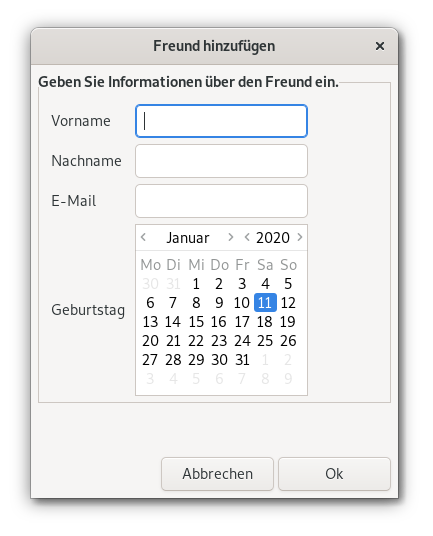 Freund hinzufügen ×
Geben Sie Informationen über den Freund ein.
Vorname
Nachname
E-Mail
Geburtstag
< Januar > < 2020 >
Mo Di Mi Do Fr Sa So
30 31 1 2 3 4 5
6 7 8 9 10 11 12
13 14 15 16 17 18 19
20 21 22 23 24 25 26
27 28 29 30 31 1 2
3 4 5 6 7 8 9
Abbrechen Ok